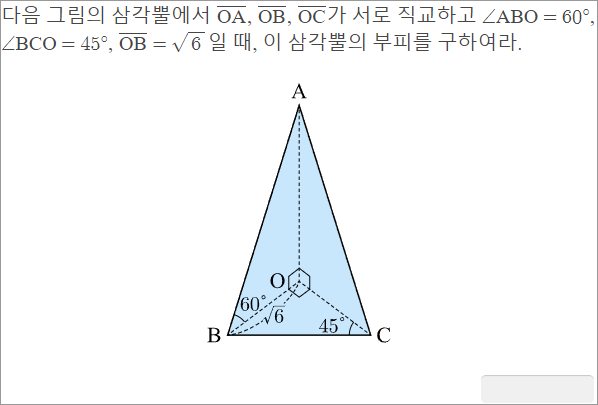 다음 그림의 삼각뿔에서 $\overline{OA}$, $\overline{OB}$, $\overline{OC}$가 서로 직교하고 ∠ABO = 60°,
∠BCO = 45°, $\overline{OB}$ = $\sqrt{6}$ 일 때, 이 삼각뿔의 부피를 구하여라.
A
O
60°
$\sqrt{6}$
45°
B
C